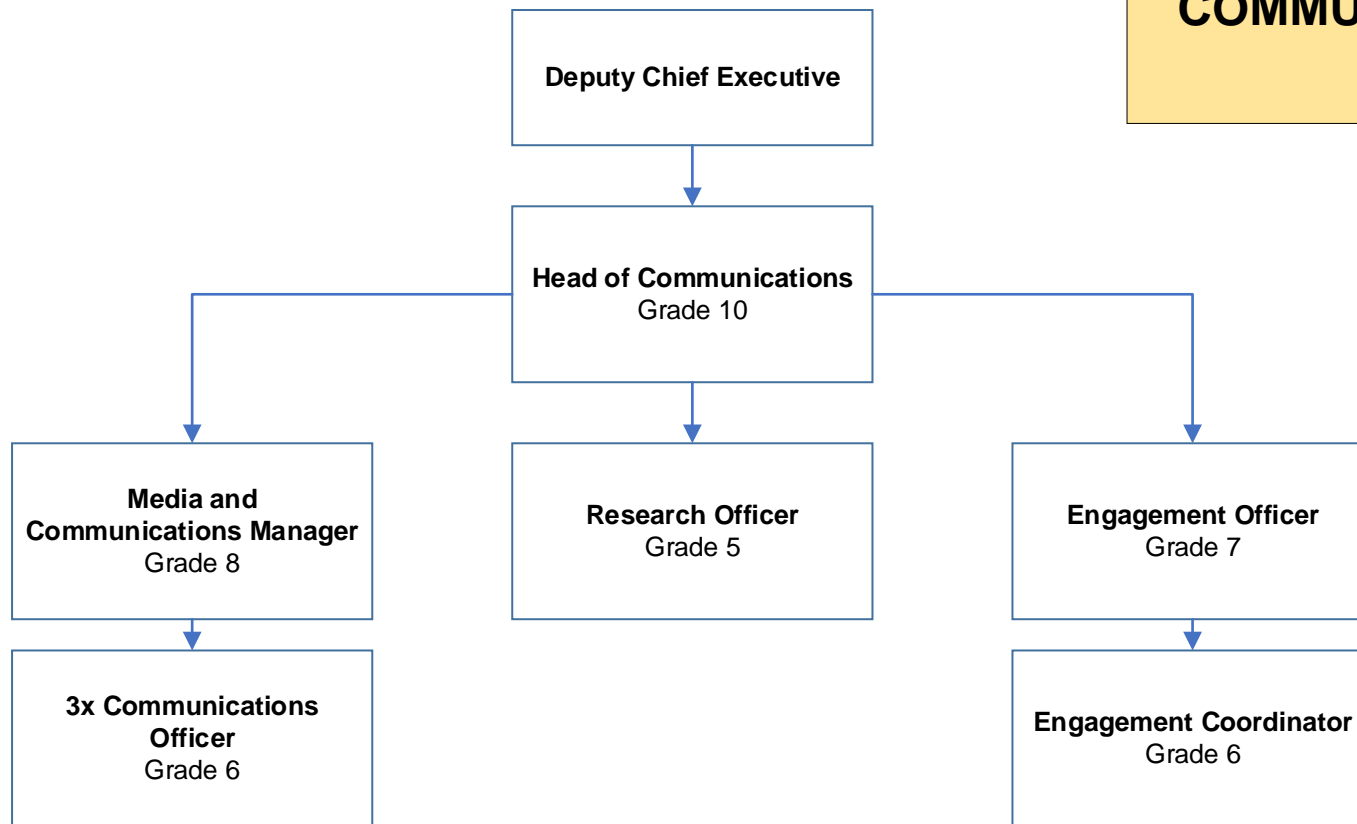 Deputy Chief Executive
Head of Communications
Grade 10
Media and
Communications Manager
Grade 8
Research Officer
Grade 5
Engagement Officer
Grade 7
3x Communications
Officer
Grade 6
Engagement Coordinator
Grade 6